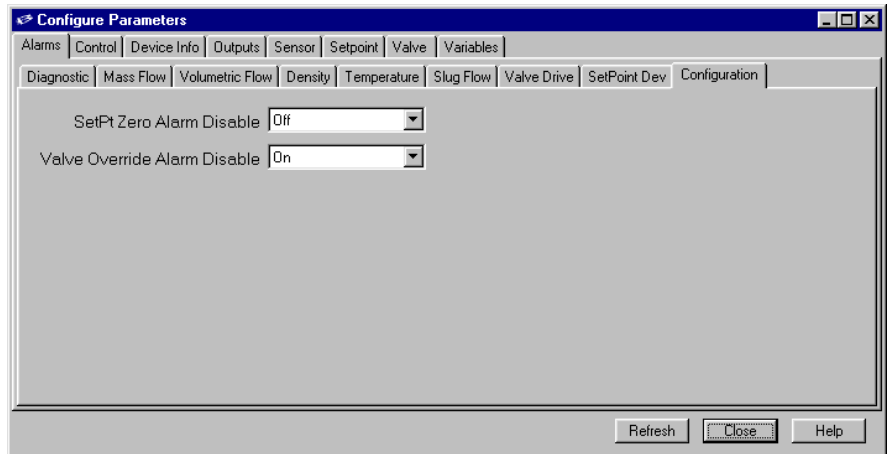 Configure Parameters
Alarms Control Device Info Outputs Sensor Setpoint Valve Variables
Diagnostic Mass Flow Volumetric Flow Density Temperature Slug Flow Valve Drive SetPoint Dev Configuration
SetPt Zero Alarm Disable Off
Valve Override Alarm Disable On
Refresh Close Help